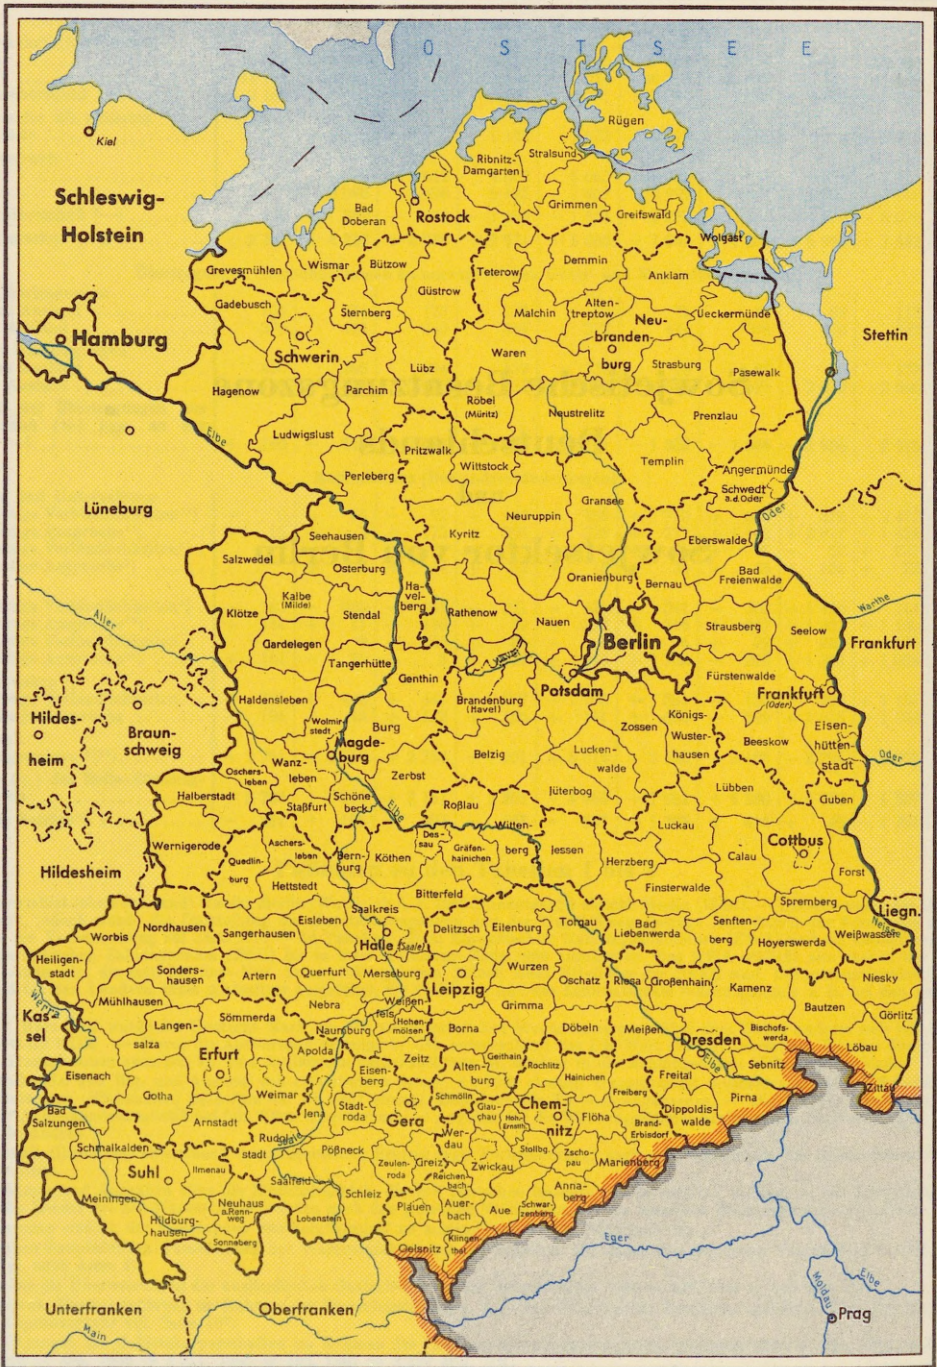 O S T S E E
Kiel
Schleswig-
Holstein
Rügen
Stralsund
Ribnitz-
Damgarten
Grimmen
Greifswald
Wolgast
Bad
Doberan
Rostock
Grevesmühlen
Wismar
Bützow
Güstrow
Teterow
Demmin
Anklam
Gadebusch
Sternberg
Malchin
Alten-
treptow
Neu-
branden-
burg
Ueckermünde
Stettin
Hamburg
Schwerin
Lübz
Waren
Strasburg
Pasewalk
Hagenow
Parchim
Röbel
(Müritz)
Neustrelitz
Prenzlau
Elbe
Ludwigslust
Pritzwalk
Wittstock
Templin
Angermünde
Schwedt
a.d.Oder
Perleberg
Lüneburg
Neuruppin
Gransee
Oder
Seehausen
Kyritz
Eberswalde
Salzwedel
Osterburg
Ha-
vel-
berg
Oranienburg
Bernau
Bad
Freienwalde
Kalbe
(Milde)
Klötze
Stendal
Rathenow
Nauen
Strausberg
Seelow
Warthe
Aller
Gardelegen
Berlin
Frankfurt
Tangerhütte
Genthin
Havel
Potsdam
Fürstenwalde
Haldensleben
Brandenburg
(Havel)
Frankfurt
(Oder)
Hildes-
heim
Braun-
schweig
Wolmir-
stedt
Burg
Zossen
Königs-
Wuster-
hausen
Beeskow
Eisen-
hütten-
stadt
Magde-
burg
Belzig
Lucken-
walde
Oder
Oschers-
leben
Wanz-
leben
Zerbst
Jüterbog
Lübben
Guben
Halberstadt
Staßfurt
Schöne-
beck
Elbe
Roßlau
Witten-
berg
Luckau
Cottbus
Wernigerode
Quedlin-
burg
Aschers-
leben
Bern-
burg
Köthen
Des-
sau
Gräfen-
hainichen
Jessen
Herzberg
Calau
Forst
Hildesheim
Hettstedt
Bitterfeld
Finsterwalde
Spremberg
Liegn.
Neisse
Worbis
Nordhausen
Sangerhausen
Eisleben
Saalkreis
Halle (Saale)
Delitzsch
Eilenburg
Torgau
Bad
Liebenwerda
Senften-
berg
Hoyerswerda
Weißwasser
Heiligen-
stadt
Sonders-
hausen
Artern
Querfurt
Merseburg
Leipzig
Wurzen
Oschatz
Riesa
Großenhain
Kamenz
Niesky
Werra
Kas-
sel
Mühlhausen
Langen-
salza
Sömmerda
Nebra
Weißen-
fels
Hohen-
mölsen
Naumburg
Borna
Grimma
Döbeln
Meißen
Dresden
Elbe
Bischofs-
werda
Bautzen
Görlitz
Löbau
Zittau
Erfurt
Apolda
Zeitz
Geithain
Rochlitz
Hainichen
Freital
Sebnitz
Pirna
Eisenach
Gotha
Weimar
Eisen-
berg
Alten-
burg
Schmölln
Freiberg
Dippoldis-
walde
Bad
Salzungen
Arnstadt
Jena
Stadt-
roda
Gera
Glau-
chau
Hoh.-
Ernstth.
Chem-
nitz
Flöha
Brand-
Erbisdorf
Schmalkalden
Rudol-
stadt
Saale
Pößneck
Wer-
dau
Stollbg.
Zscho-
pau
Marienberg
Suhl
Ilmenau
Saalfeld
Zeulen-
roda
Greiz
Reichen-
bach
Zwickau
Anna-
berg
Meiningen
Neuhaus
a.Renn-
weg
Schleiz
Plauen
Auer-
bach
Aue
Schwar-
zenberg
Hildburg-
hausen
Sonneberg
Lobenstein
Oelsnitz
Klingen-
thal
Eger
Moldau
Elbe
Prag
Unterfranken
Main
Oberfranken